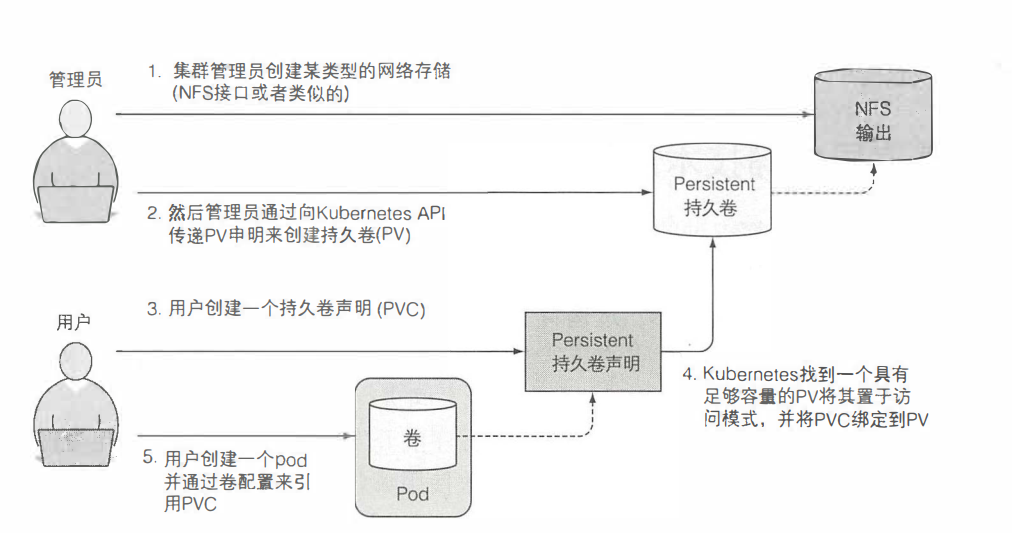 管理员
1. 集群管理员创建某类型的网络存储
(NFS接口或者类似的)
NFS
输出
Persistent
持久卷
2. 然后管理员通过向Kubernetes API
传递PV申明来创建持久卷(PV)
3. 用户创建一个持久卷声明 (PVC)
用户
Persistent
持久卷声明
4. Kubernetes找到一个具有
足够容量的PV将其置于访
问模式，并将PVC绑定到PV
卷
Pod
5. 用户创建一个pod
并通过卷配置来引
用PVC